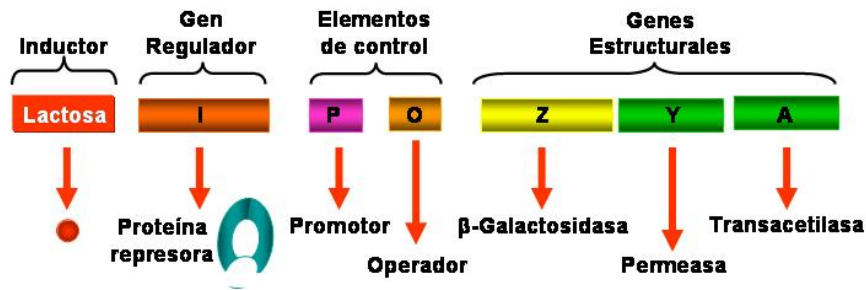 Inductor
Gen
Regulador
Elementos
de control
Genes
Estructurales
Lactosa
I
P
O
Z
Y
A
Proteína
represora
Promotor
Operador
β-Galactosidasa
Permeasa
Transacetilasa